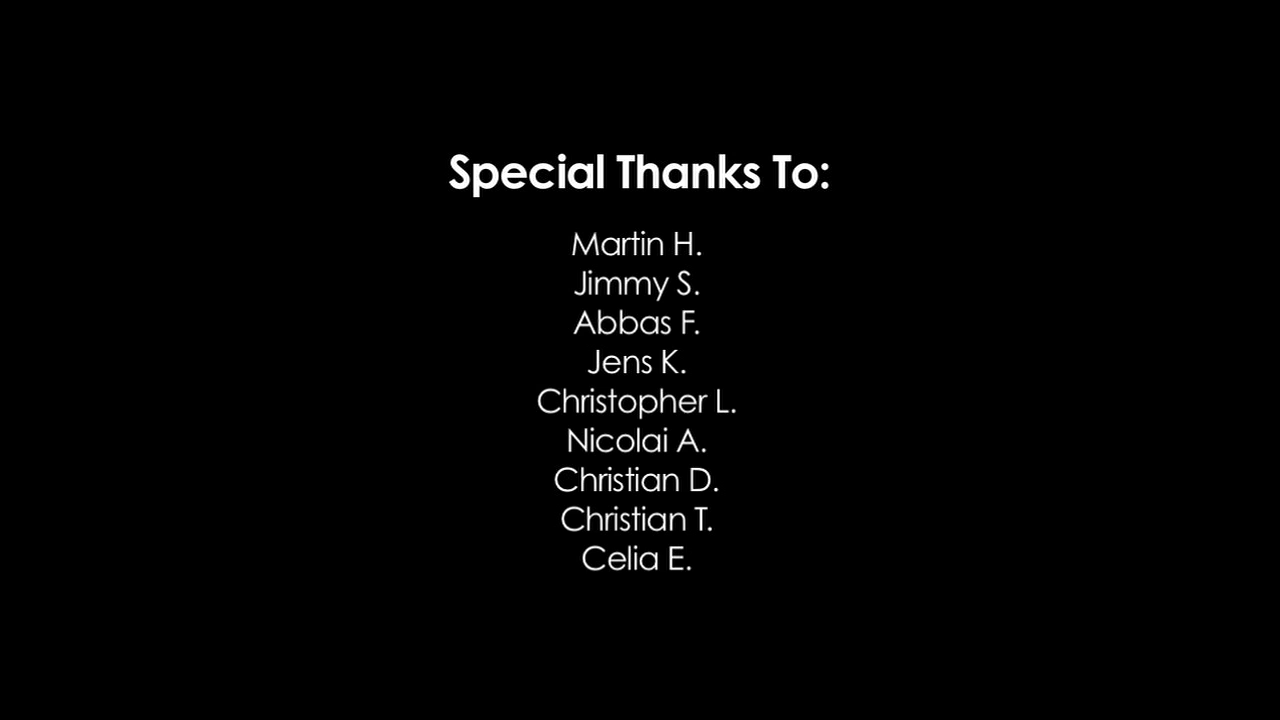 Special Thanks To:
Martin H.
Jimmy S.
Abbas F.
Jens K.
Christopher L.
Nicolai A.
Christian D.
Christian T.
Celia E.